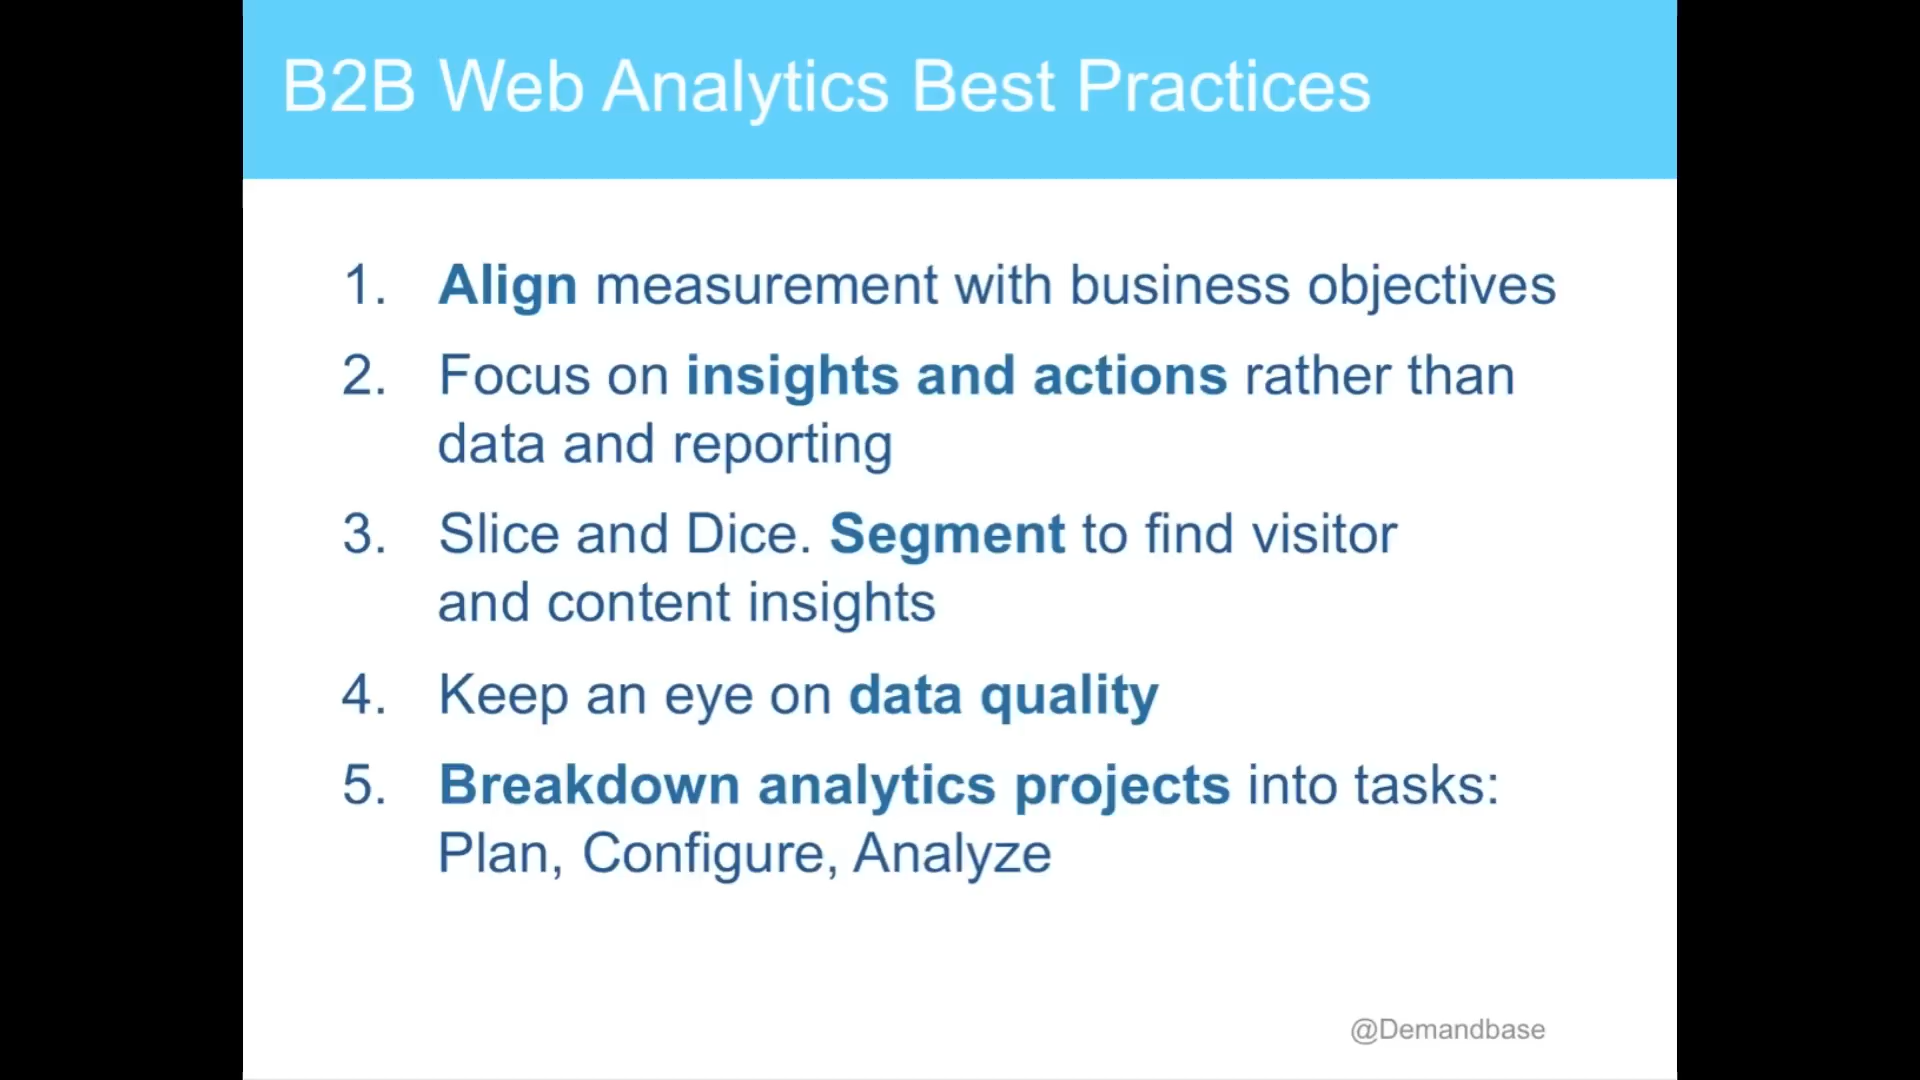 B2B Web Analytics Best Practices
1. Align measurement with business objectives
2. Focus on insights and actions rather than
data and reporting
3. Slice and Dice. Segment to find visitor
and content insights
4. Keep an eye on data quality
5. Breakdown analytics projects into tasks:
Plan, Configure, Analyze
@Demandbase